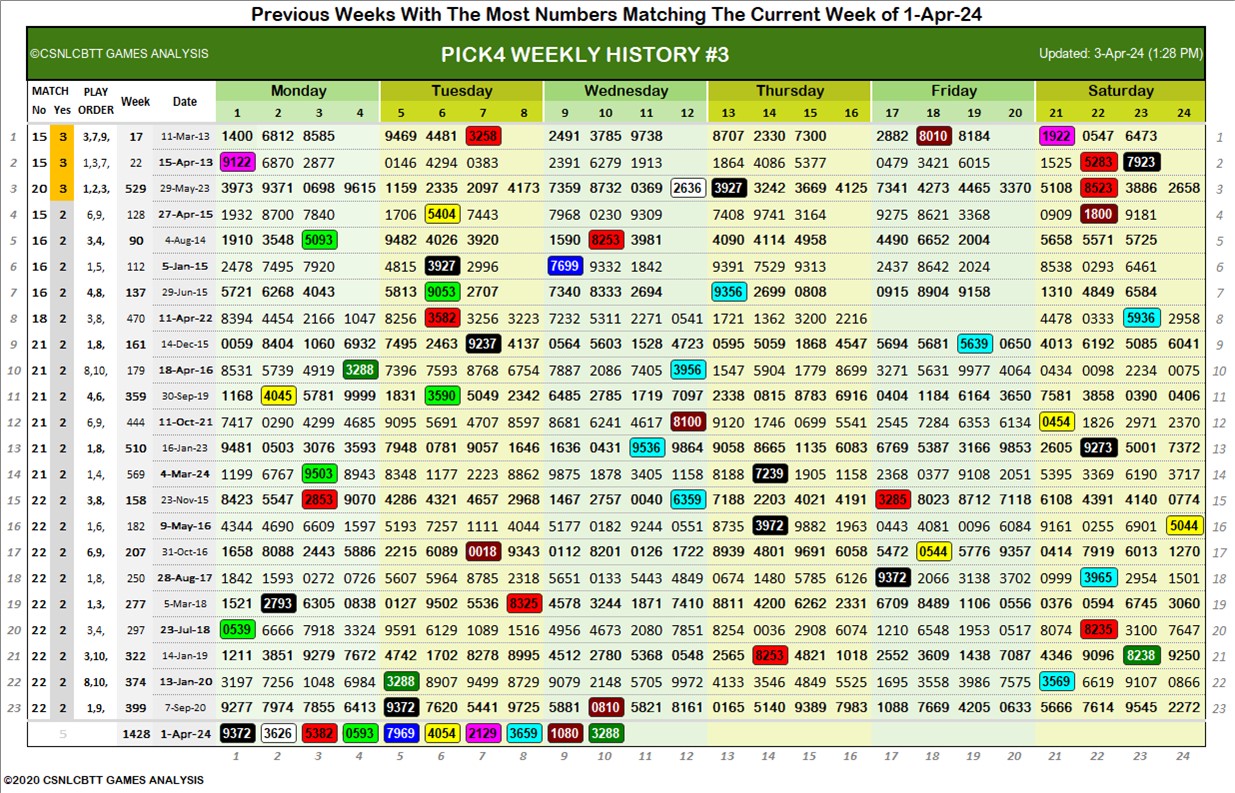 Previous Weeks With The Most Numbers Matching The Current Week of 1-Apr-24
©CSNLCBTT GAMES ANALYSIS PICK4 WEEKLY HISTORY #3 Updated: 3-Apr-24 (1:28 PM)
MATCH PLAY Week Date Monday Tuesday Wednesday Thursday Friday Saturday
No Yes ORDER 1 2 3 4 5 6 7 8 9 10 11 12 13 14 15 16 17 18 19 20 21 22 23 24
1 15 3 3,7,9, 17 11-Mar-13 1400 6812 8585 9469 4481 3258 2491 3785 9738 8707 2330 7300 2882 8010 8184 1922 0547 6473 1
2 15 3 1,3,7, 22 15-Apr-13 9122 6870 2877 0146 4294 0383 2391 6279 1913 1864 4086 5377 0479 3421 6015 1525 5283 7923 2
3 20 3 1,2,3, 529 29-May-23 3973 9371 0698 9615 1159 2335 2097 4173 7359 8732 0369 2636 3927 3242 3669 4125 7341 4273 4465 3370 5108 8523 3886 2658 3
4 15 2 6,9, 128 27-Apr-15 1932 8700 7840 1706 5404 7443 7968 0230 9309 7408 9741 3164 9275 8621 3368 0909 1800 9181 4
5 16 2 3,4, 90 4-Aug-14 1910 3548 5093 9482 4026 3920 1590 8253 3981 4090 4114 4958 4490 6652 2004 5658 5571 5725 5
6 16 2 1,5, 112 5-Jan-15 2478 7495 7920 4815 3927 2996 7699 9332 1842 9391 7529 9313 2437 8642 2024 8538 0293 6461 6
7 16 2 4,8, 137 29-Jun-15 5721 6268 4043 5813 9053 2707 7340 8333 2694 9356 2699 0808 0915 8904 9158 1310 4849 6584 7
8 18 2 3,8, 470 11-Apr-22 8394 4454 2166 1047 8256 3582 3256 3223 7232 5311 2271 0541 1721 1362 3200 2216 4478 0333 5936 2958 8
9 21 2 1,8, 161 14-Dec-15 0059 8404 1060 6932 7495 2463 9237 4137 0564 5603 1528 4723 0595 5059 1868 4547 5694 5681 5639 0650 4013 6192 5085 6041 9
10 21 2 8,10, 179 18-Apr-16 8531 5739 4919 3288 7396 7593 8768 6754 7887 2086 7405 3956 1547 5904 1779 8699 3271 5631 9977 4064 0434 0098 2234 0075 10
11 21 2 4,6, 359 30-Sep-19 1168 4045 5781 9999 1831 3590 5049 2342 6485 2785 1719 7097 2338 0815 8783 6916 0404 1184 6164 3650 7581 3858 0390 0406 11
12 21 2 6,9, 444 11-Oct-21 7417 0290 4299 4688 9095 5691 4707 8597 8681 6241 4617 8100 9120 1746 0699 5541 2545 7284 6353 6134 0454 1826 2971 2370 12
13 21 2 1,8, 510 16-Jan-23 9481 0503 3076 3593 7948 0781 9057 1646 1636 0431 9536 9864 9058 8665 1135 6083 6769 5387 3166 9853 2605 9273 5001 7372 13
14 21 2 1,4, 569 4-Mar-24 1199 6767 9503 8943 8358 1177 2223 8862 9875 1878 3405 1158 8185 7239 1905 1158 2368 0377 9108 2051 5395 3369 6190 3717 14
15 22 2 3,8, 158 23-Nov-15 8423 5547 2853 9070 4286 4321 4657 2968 1467 2757 0040 6359 7188 2203 4021 4191 3285 8023 8712 7118 6108 4391 4140 0774 15
16 22 2 1,6, 182 9-May-16 4344 4690 6609 1597 5193 7257 1111 4044 5177 0182 9244 0551 8735 3972 9882 1963 0443 4081 0096 6084 9161 0255 6901 5044 16
17 22 2 6,9, 207 31-Oct-16 1658 8088 2443 5886 2215 6089 0018 9343 0112 8201 0126 1722 8939 4801 9691 6058 5472 0544 5776 9357 0414 7919 6013 1270 17
18 22 2 1,8, 250 28-Aug-17 1842 1593 0272 0726 5607 5964 8785 2318 5651 0133 5443 4849 0674 1480 5785 6126 9372 2066 3138 3702 0999 3965 2954 1501 18
19 22 2 1,3, 277 5-Mar-18 1521 2793 6305 0838 0127 9502 5536 8325 4578 3244 1871 7410 8811 4200 6262 2331 6709 8489 1106 0556 0376 0594 6745 3060 19
20 22 2 3,4, 297 23-Jul-18 0539 6666 7918 3324 9591 6129 1089 1516 4956 4673 2080 7851 8254 0036 2906 6074 1210 6548 1953 0517 8074 8235 3100 7647 20
21 22 2 3,10, 322 14-Jan-19 1211 3851 9279 7672 4742 1702 8278 8995 4512 2780 5368 0548 2565 8253 4821 1018 2552 3609 1438 7087 4346 9096 8238 9250 21
22 22 2 8,10, 374 13-Jan-20 3197 7256 1048 6984 3288 8907 9499 8729 9079 2148 5705 9972 4133 3546 4849 5525 1695 3558 3986 7575 3569 6619 9107 0866 22
23 22 2 1,9, 399 7-Sep-20 9277 7974 7855 6413 9372 7620 5441 9725 5881 0810 5821 8161 0165 5140 9389 7983 1088 7669 4205 0633 5666 7614 9545 2272 23
5 1428 1-Apr-24 9372 3626 5382 0593 7969 4054 2129 3659 1080 3288
1 2 3 4 5 6 7 8 9 10 11 12 13 14 15 16 17 18 19 20 21 22 23 24
©2020 CSNLCBTT GAMES ANALYSIS